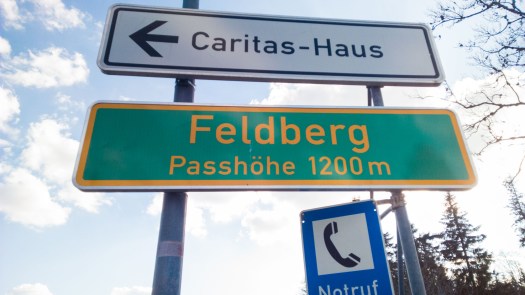 Caritas-Haus
Feldberg
Passhöhe 1200 m
Notruf